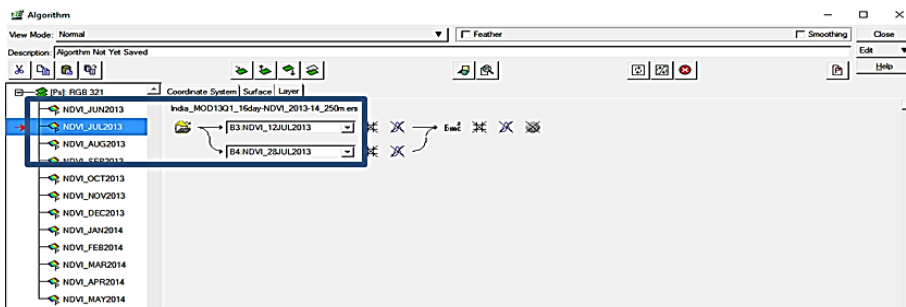 Algorithm
View Mode: Normal
Feather
Smoothing
Close
Description: Algorithm Not Yet Saved
Edit
Help
[Ps]: RGB 321
Coordinate System Surface Layer
NDVI_JUN2013
India_MOD13Q1_16day-NDVI_2013-14_250m.ers
NDVI_JUL2013
B3:NDVI_12JUL2013
Emc²
NDVI_AUG2013
B4:NDVI_28JUL2013
NDVI_SEP2013
NDVI_OCT2013
NDVI_NOV2013
NDVI_DEC2013
NDVI_JAN2014
NDVI_FEB2014
NDVI_MAR2014
NDVI_APR2014
NDVI_MAY2014